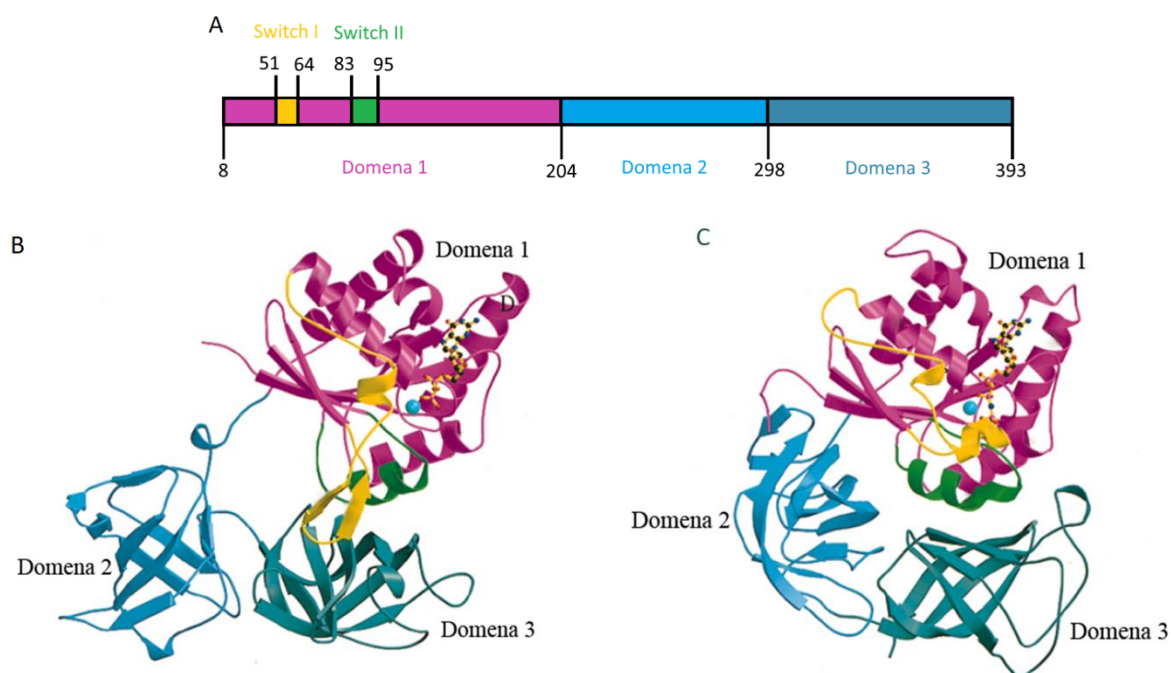 A
Switch I Switch II
51 64 83 95
8 Domena 1 204 Domena 2 298 Domena 3 393
B
Domena 1
D
Domena 2
Domena 3
C
Domena 1
Domena 2
Domena 3